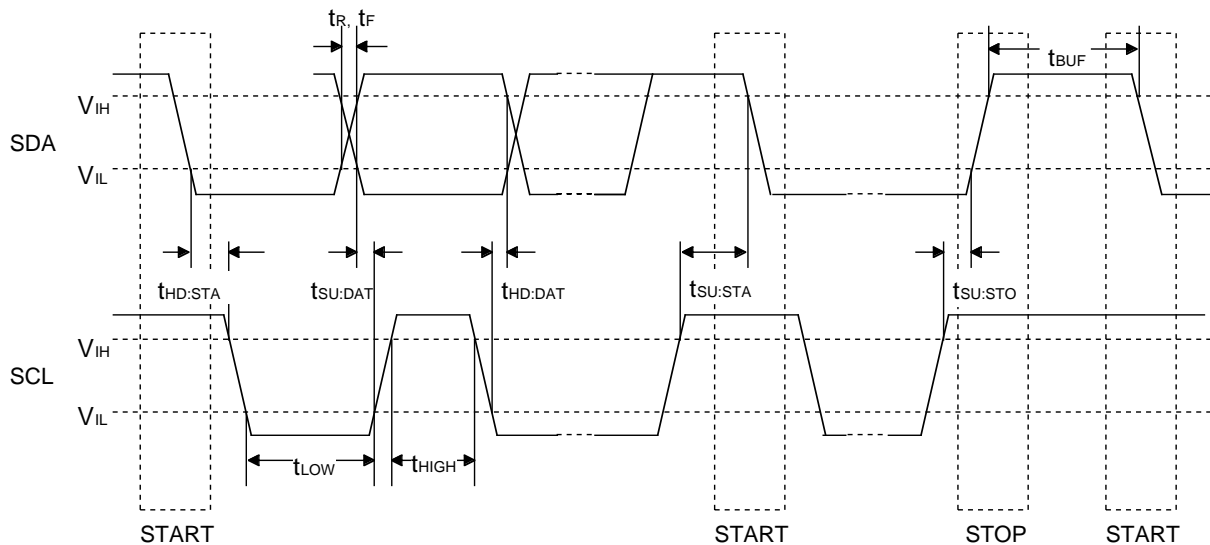 tR, tF
tBUF
VIH
SDA
VIL
tHD:STA
tSU:DAT
tHD:DAT
tSU:STA
tSU:STO
VIH
SCL
VIL
tLOW
tHIGH
START
START
STOP
START